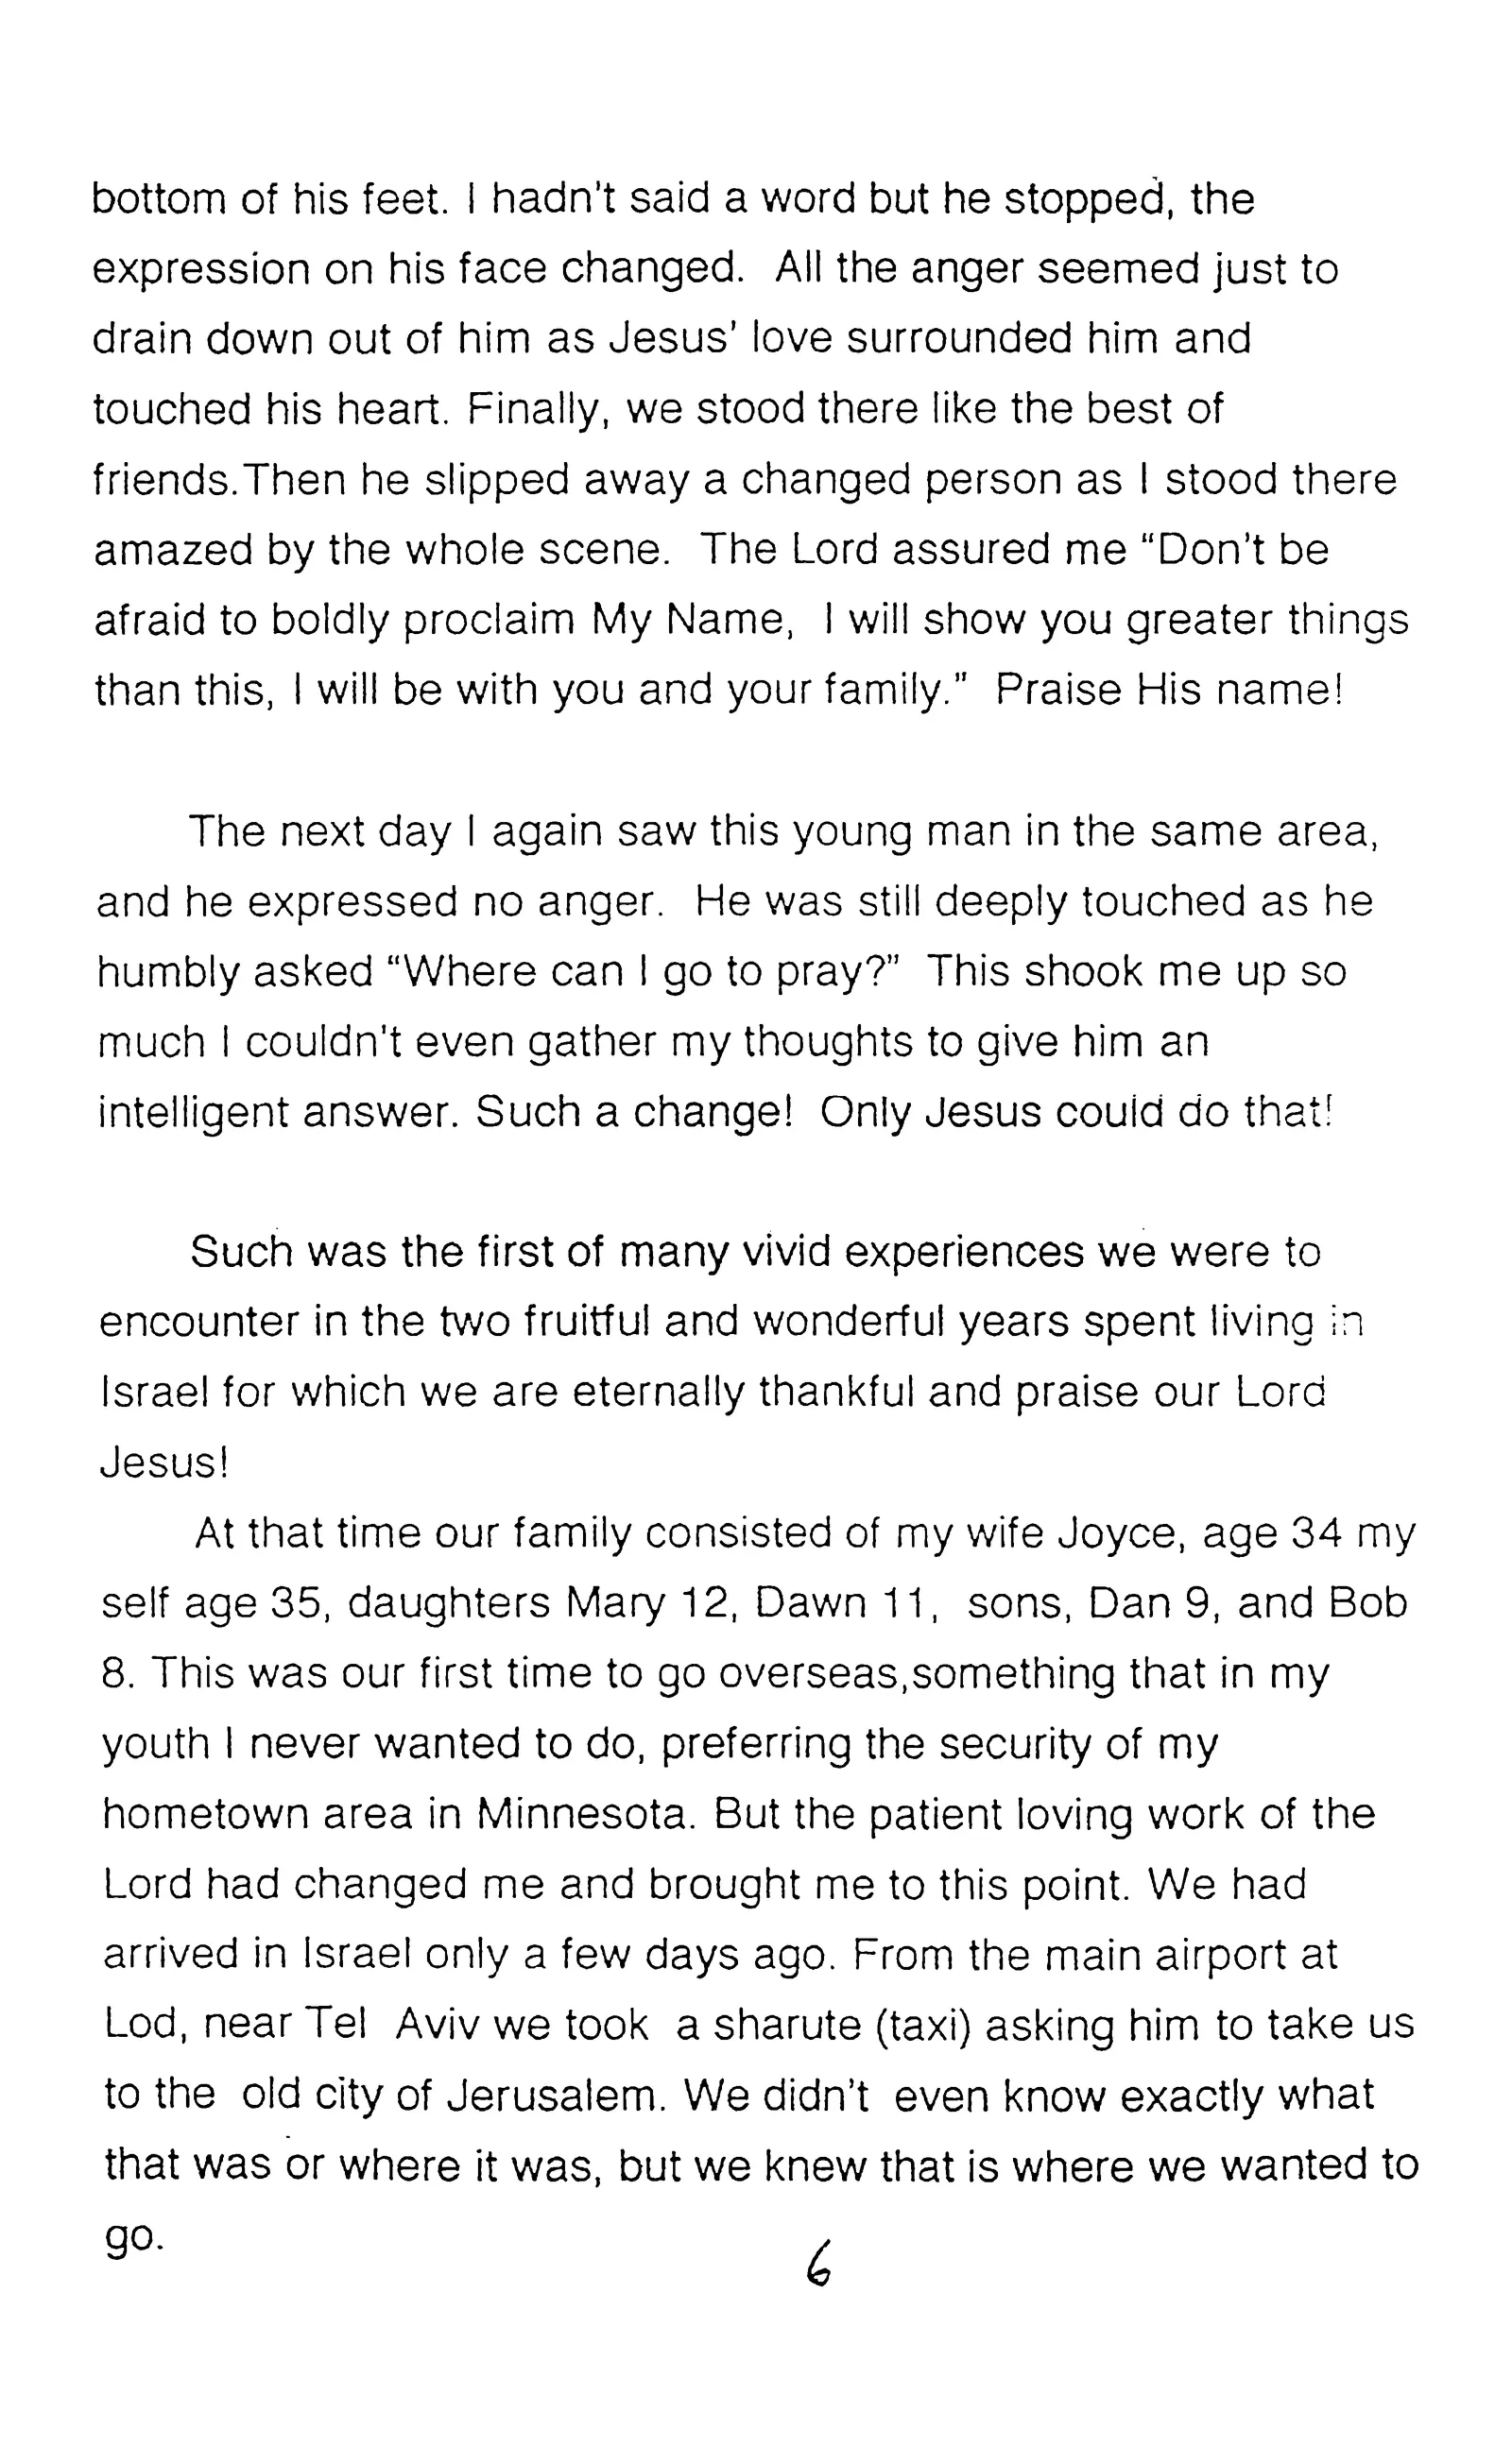 bottom of his feet. I hadn't said a word but he stopped, the
expression on his face changed.  All the anger seemed just to
drain down out of him as Jesus' love surrounded him and
touched his heart. Finally, we stood there like the best of
friends.Then he slipped away a changed person as I stood there
amazed by the whole scene.  The Lord assured me "Don't be
afraid to boldly proclaim My Name,  I will show you greater things
than this, I will be with you and your family."  Praise His name!
The next day I again saw this young man in the same area,
and he expressed no anger.  He was still deeply touched as he
humbly asked "Where can I go to pray?"  This shook me up so
much I couldn't even gather my thoughts to give him an
intelligent answer. Such a change!  Only Jesus could do that!
Such was the first of many vivid experiences we were to
encounter in the two fruitful and wonderful years spent living in
Israel for which we are eternally thankful and praise our Lord
Jesus!
At that time our family consisted of my wife Joyce, age 34 my
self age 35, daughters Mary 12, Dawn 11,  sons, Dan 9, and Bob
8. This was our first time to go overseas,something that in my
youth I never wanted to do, preferring the security of my
hometown area in Minnesota. But the patient loving work of the
Lord had changed me and brought me to this point. We had
arrived in Israel only a few days ago. From the main airport at
Lod, near Tel  Aviv we took  a sharute (taxi) asking him to take us
to the  old city of Jerusalem. We didn't  even know exactly what
that was or where it was, but we knew that is where we wanted to
go.
6